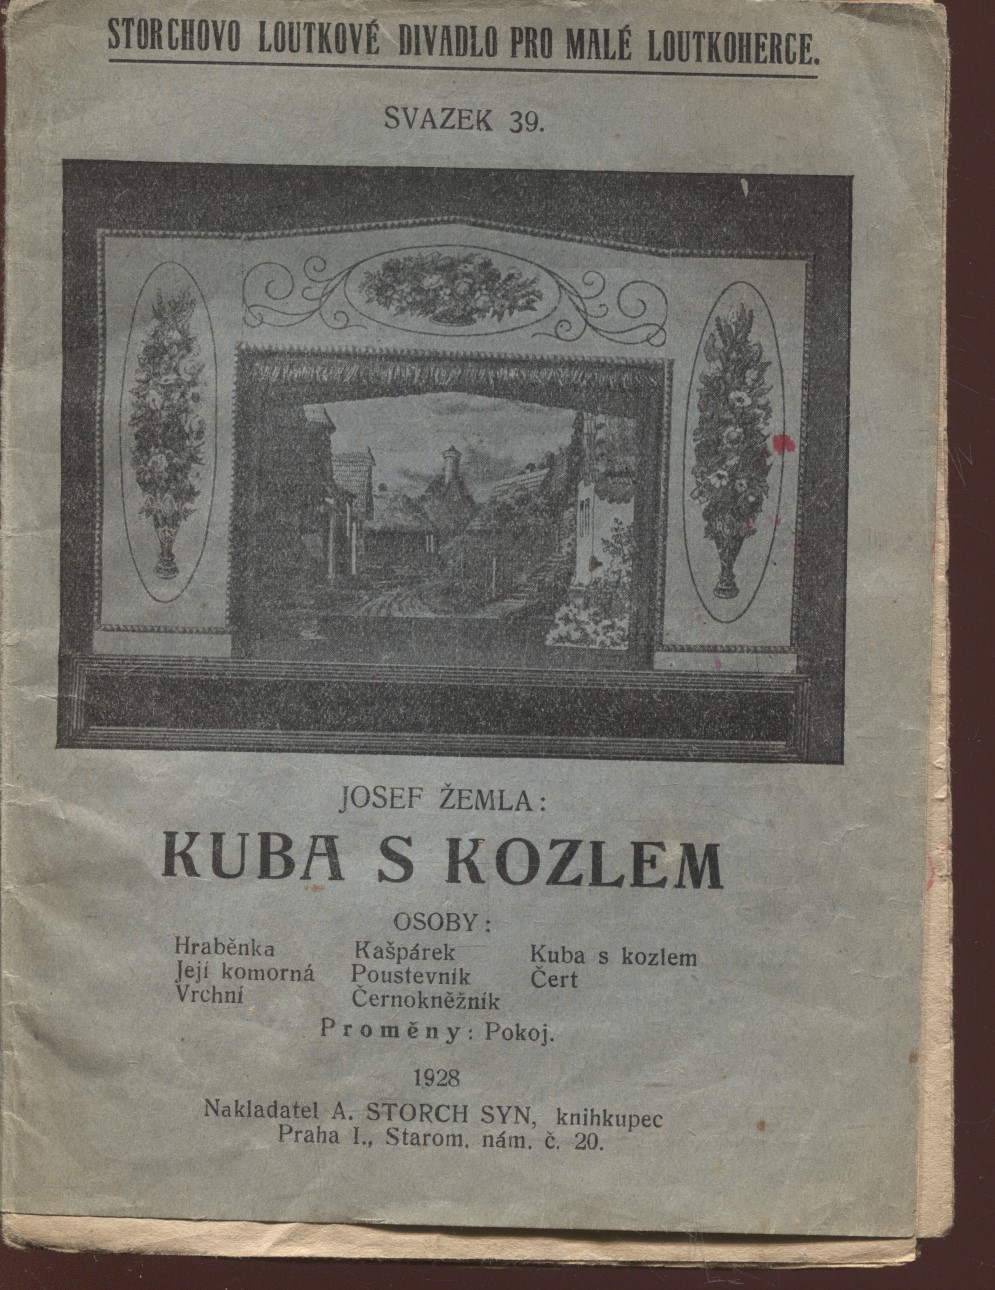 STORCHOVO LOUTKOVÉ DIVADLO PRO MALÉ LOUTKOHERCE.
SVAZEK 39.
JOSEF ŽEMLA:
KUBA S KOZLEM
OSOBY:
Hraběnka Kašpárek Kuba s kozlem
Její komorná Poustevník Čert
Vrchní Černokněžník
Proměny: Pokoj.
1928
Nakladatel A. STORCH SYN, knihkupec
Praha I., Starom. nám. č. 20.